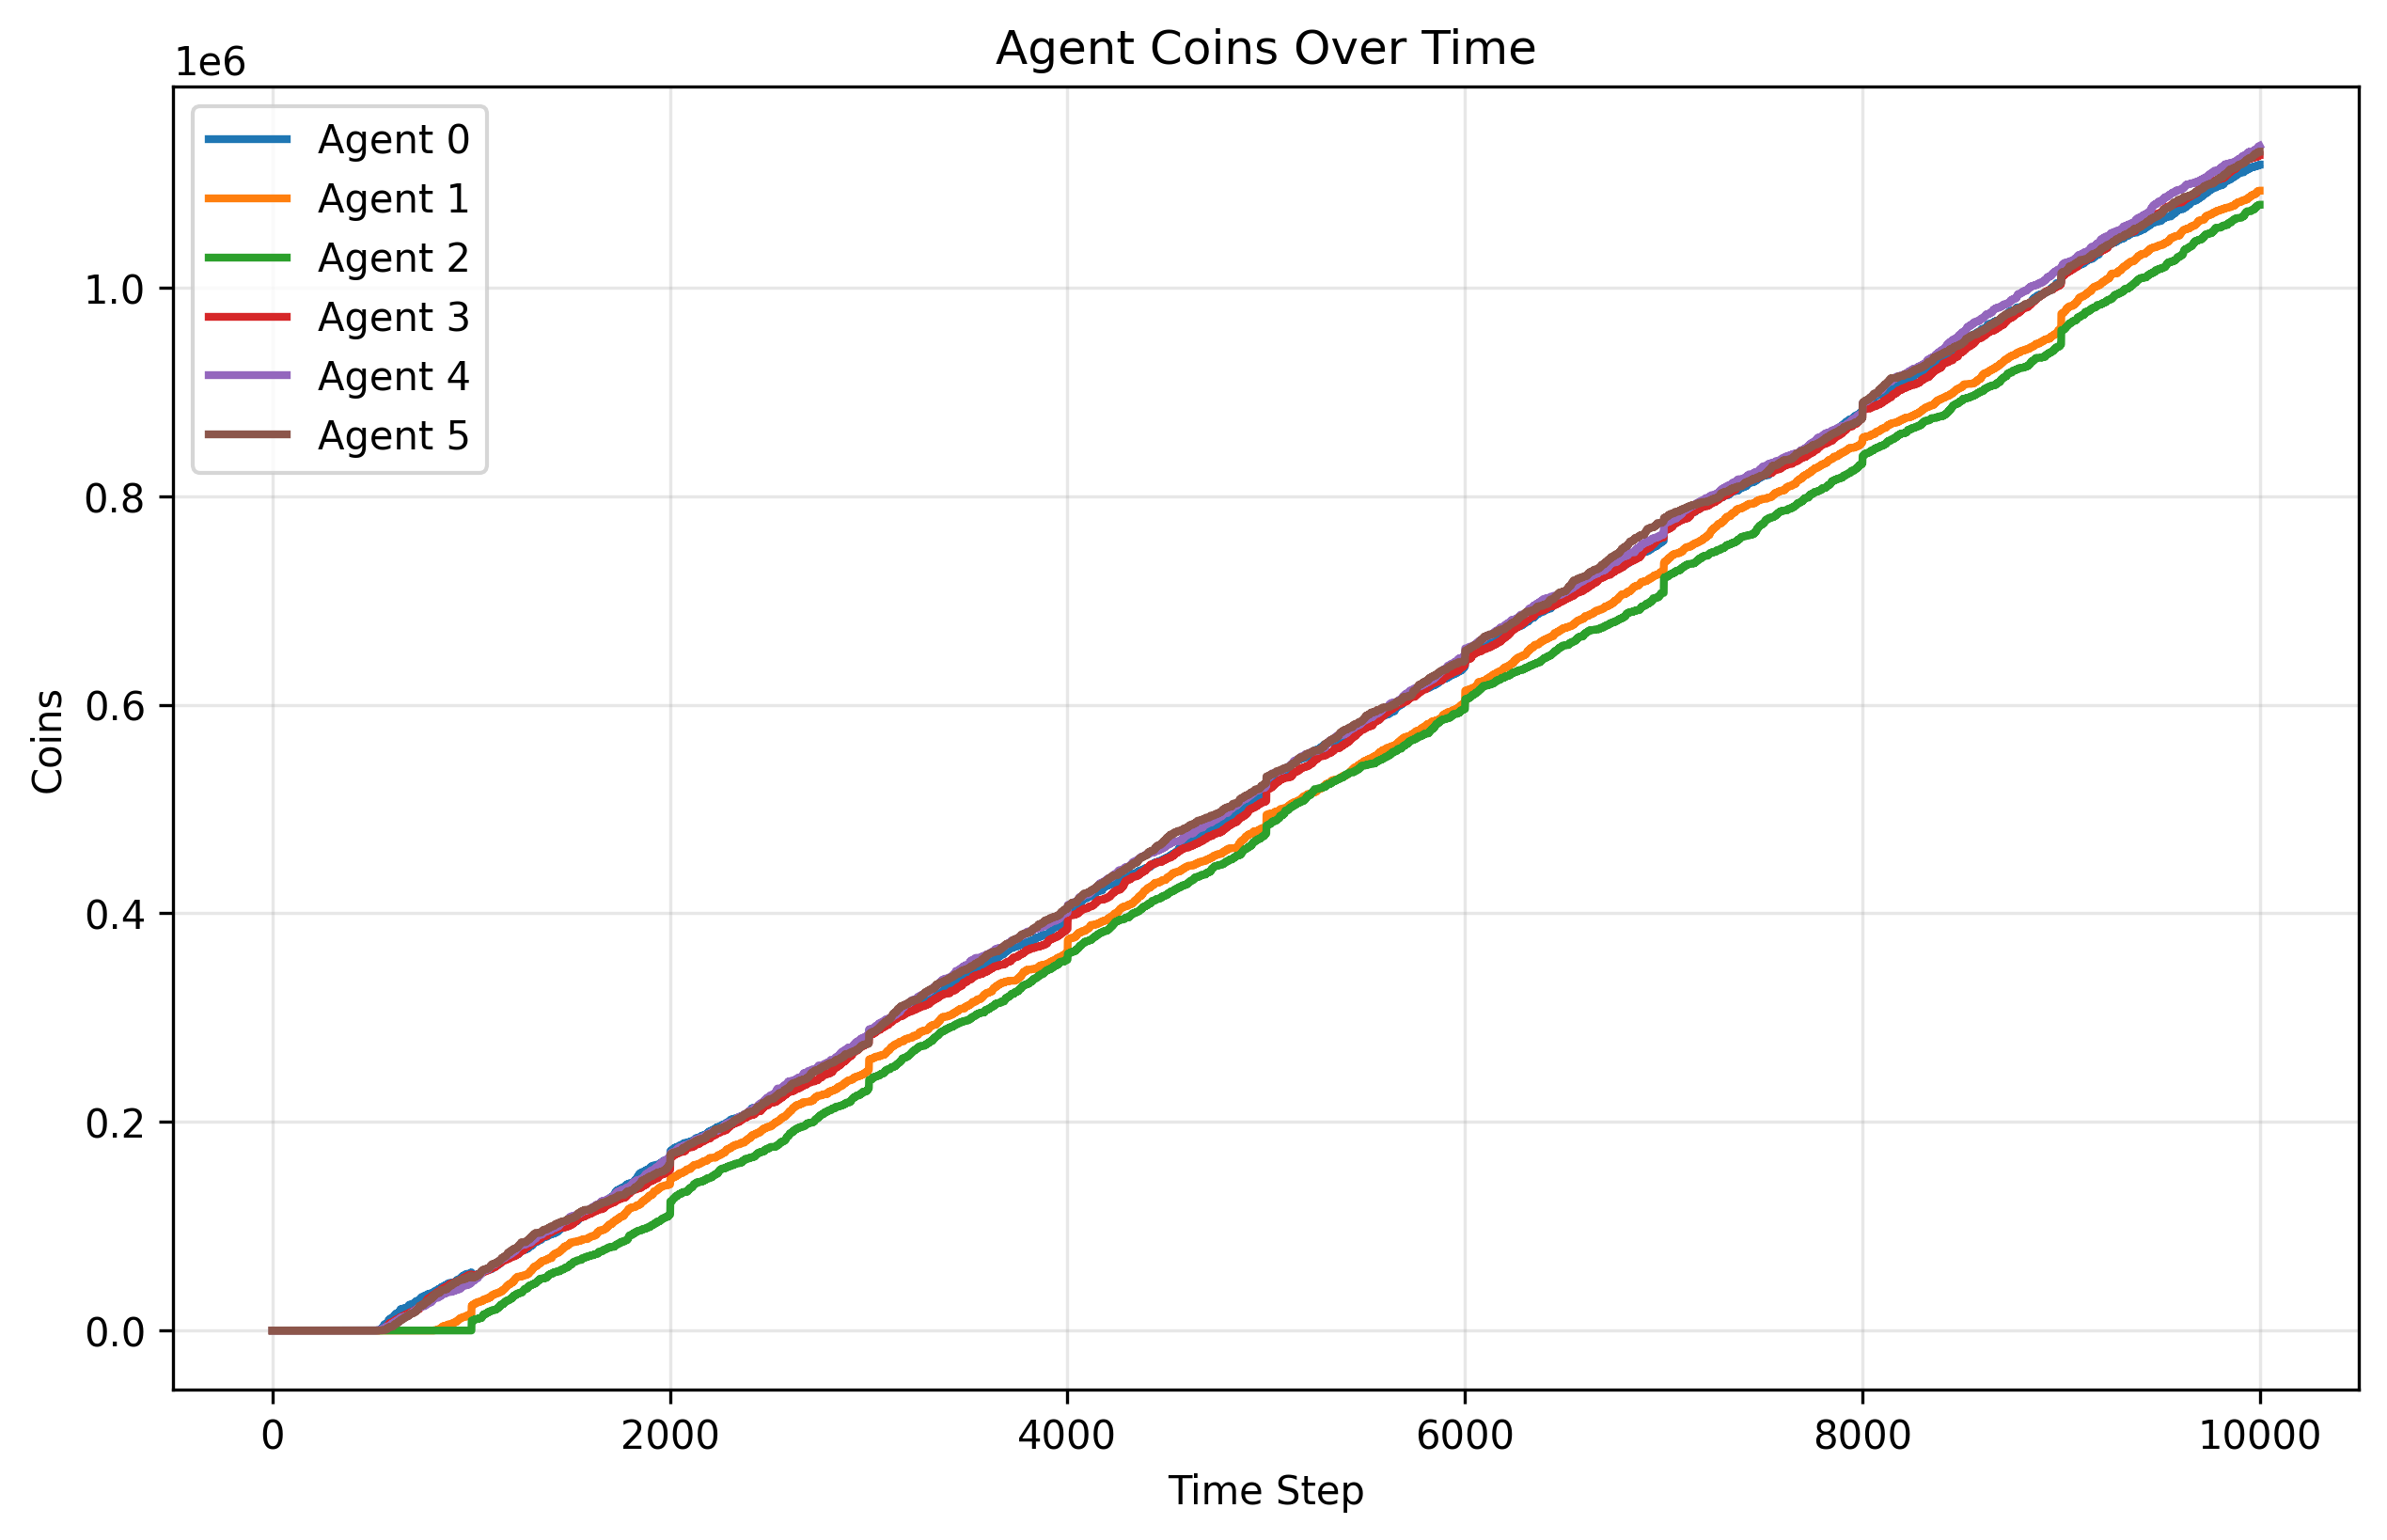 Agent Coins Over Time
1e6
Agent 0
Agent 1
Agent 2
Agent 3
Agent 4
Agent 5
1.0
0.8
0.6
0.4
0.2
0.0
Coins
0 2000 4000 6000 8000 10000
Time Step